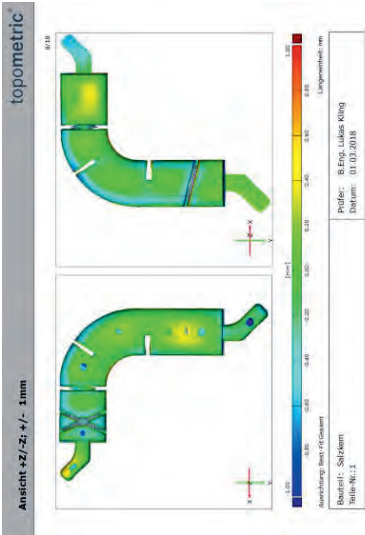 topometric®
Ansicht +Z/-Z; +/- 1mm
8/18
X
Y
Z
X
Y
[mm]
-1.00
-0.80
-0.60
-0.40
-0.20
0.00
0.20
0.40
0.60
0.80
1.00
Ausrichtung: Best-Fit Gesamt
Längeneinheit: mm
Bauteil: Salzkern
Teile-Nr.: 1
Prüfer: B.Eng. Lukas Kling
Datum: 01.03.2018